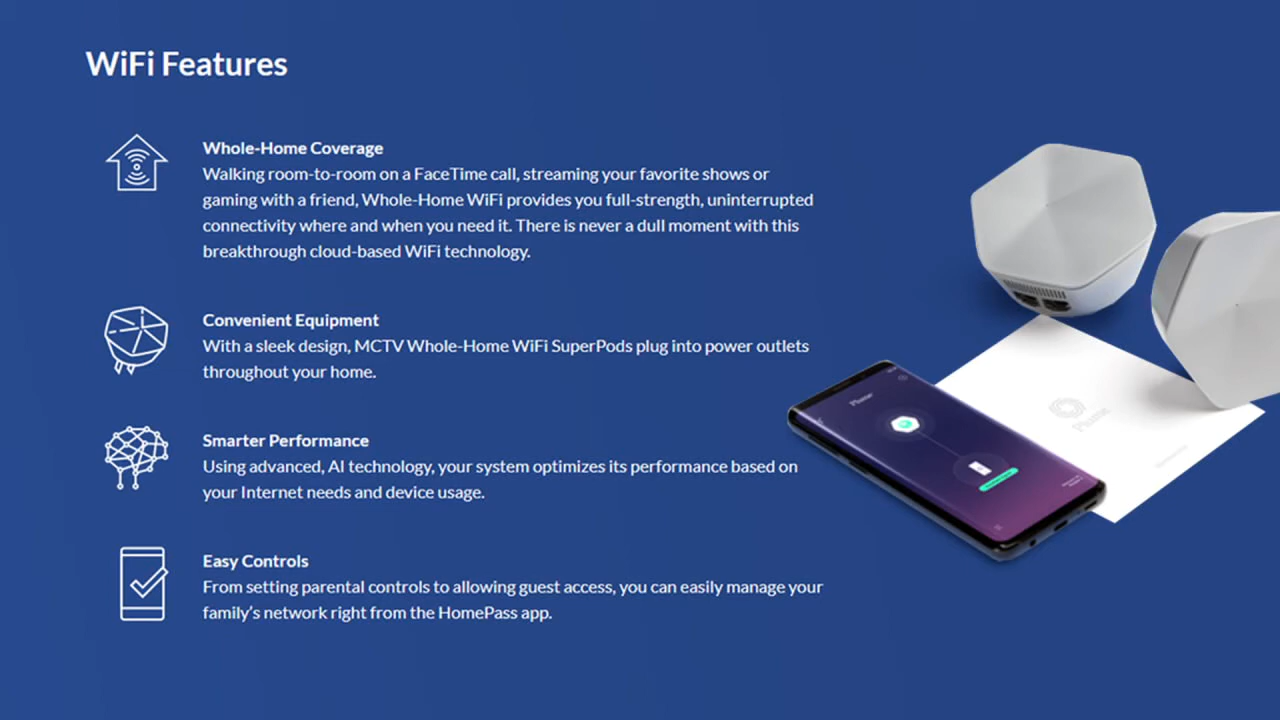 WiFi Features
Whole-Home Coverage
Walking room-to-room on a FaceTime call, streaming your favorite shows or
gaming with a friend, Whole-Home WiFi provides you full-strength, uninterrupted
connectivity where and when you need it. There is never a dull moment with this
breakthrough cloud-based WiFi technology.
Convenient Equipment
With a sleek design, MCTV Whole-Home WiFi SuperPods plug into power outlets
throughout your home.
Smarter Performance
Using advanced, AI technology, your system optimizes its performance based on
your Internet needs and device usage.
Easy Controls
From setting parental controls to allowing guest access, you can easily manage your
family's network right from the HomePass app.
Plume
Plume